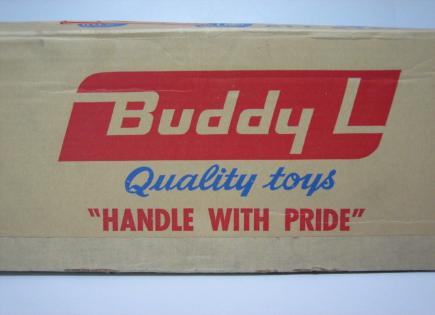 Buddy L
Quality toys
"HANDLE WITH PRIDE"